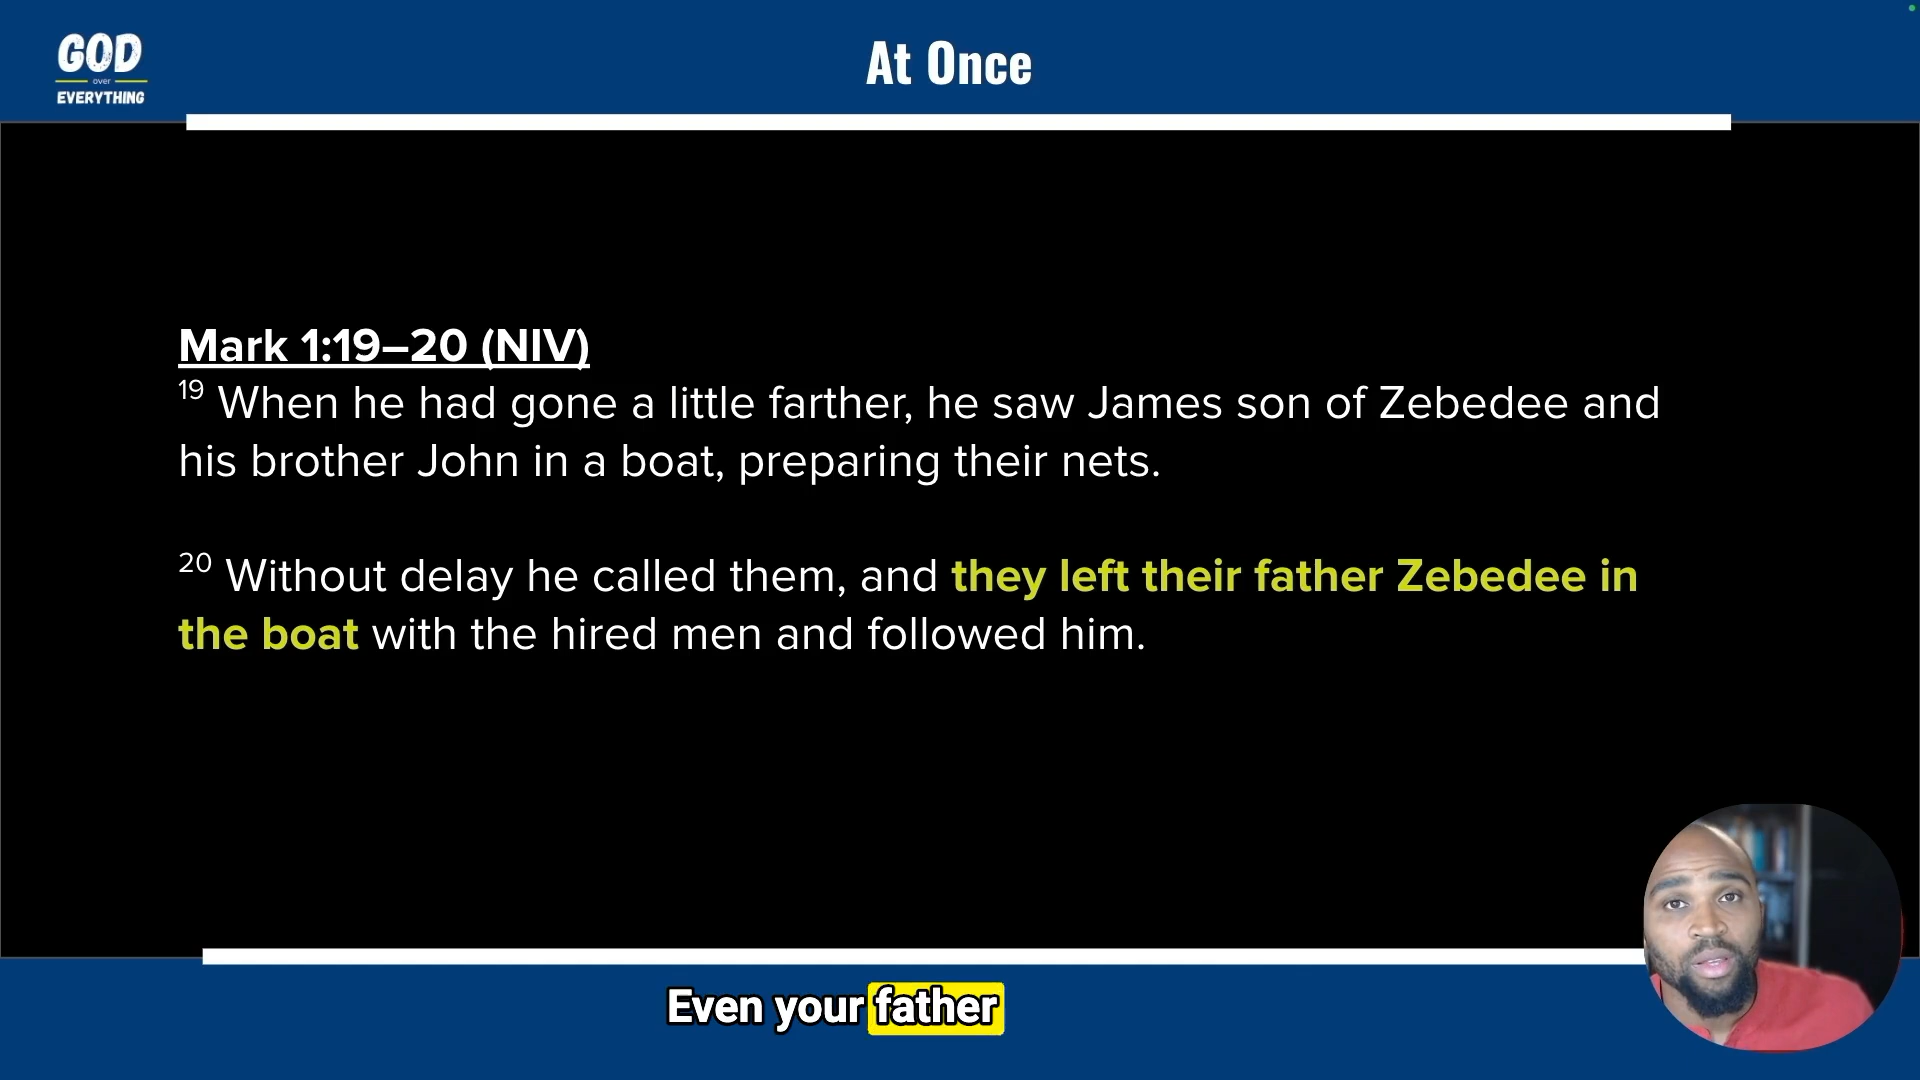 GOD
over
EVERYTHING
At Once
Mark 1:19–20 (NIV)
19 When he had gone a little farther, he saw James son of Zebedee and
his brother John in a boat, preparing their nets.
20 Without delay he called them, and they left their father Zebedee in
the boat with the hired men and followed him.
Even your father